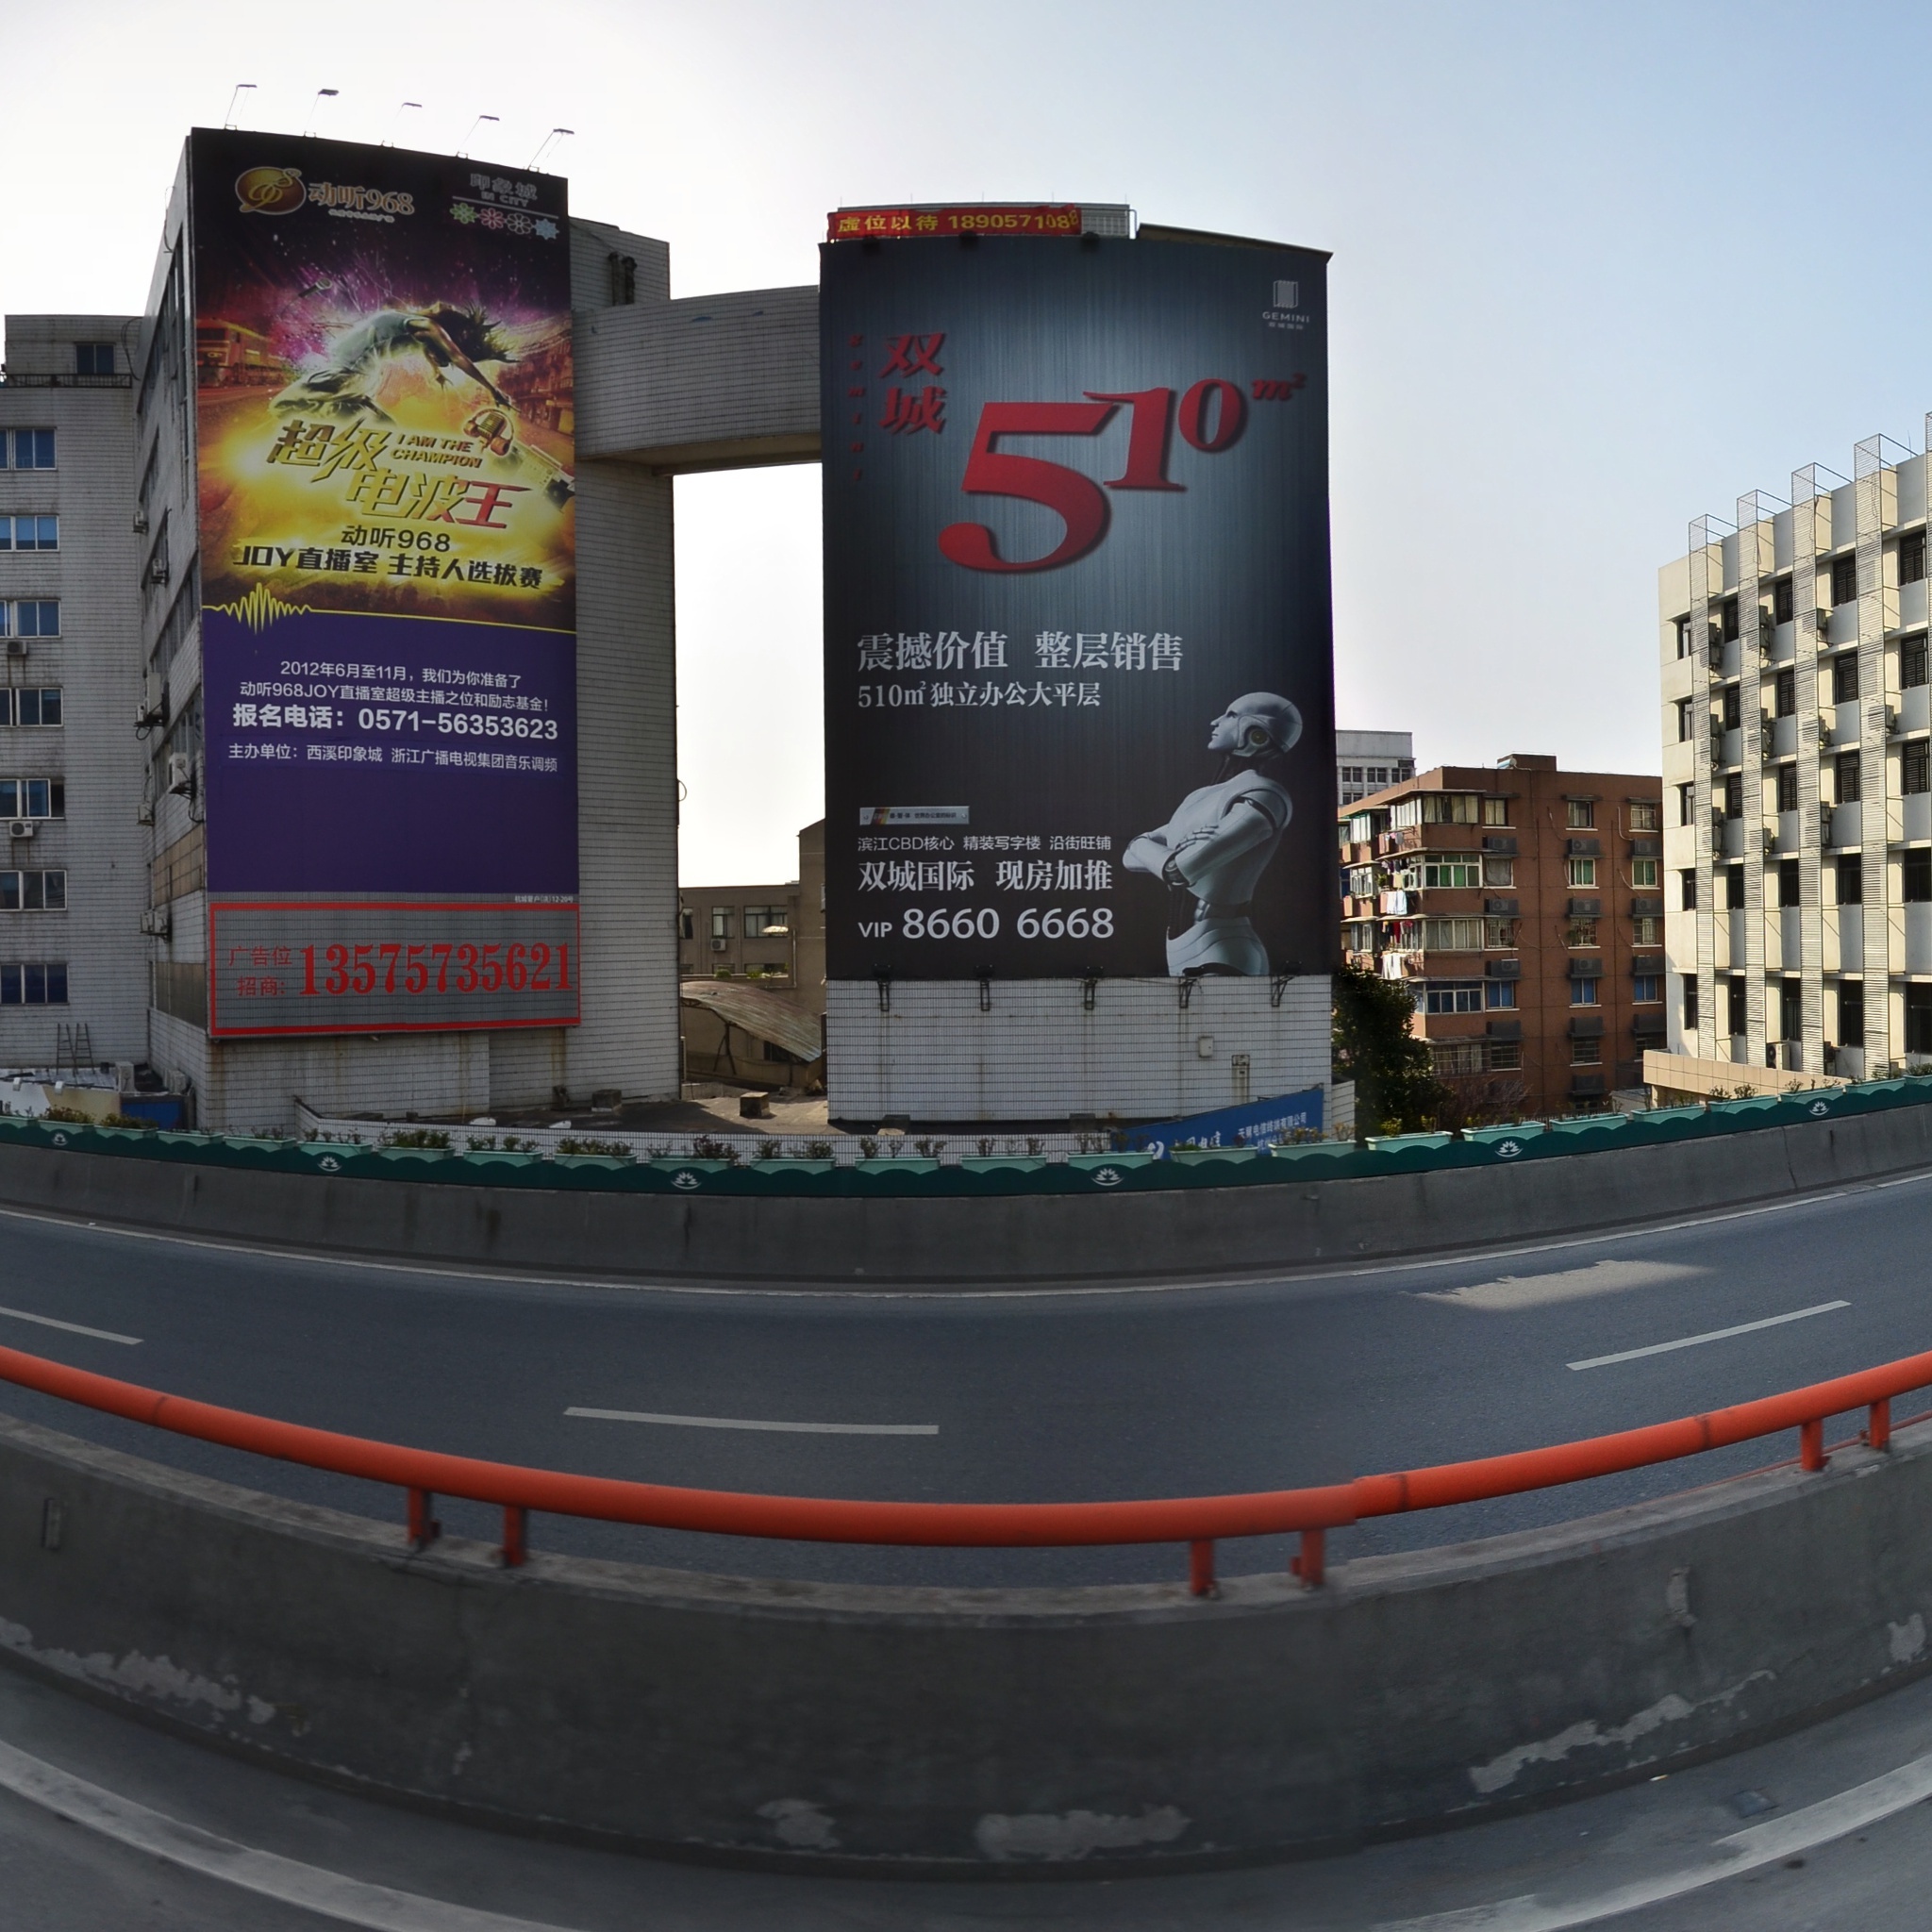 动听968
印象城
IN CITY
超级
I AM THE
CHAMPION
电波王
动听968
JOY直播室 主持人选拔赛
2012年6月至11月，我们为你准备了
动听968JOY直播室超级主播之位和励志基金！
报名电话：0571-56353623
主办单位：西溪印象城 浙江广播电视集团音乐调频
广告位
招商：
13575735621
虚位以待 18905710888
GEMINI
双城
510m²
震撼价值 整层销售
510㎡独立办公大平层
滨江CBD核心 精装写字楼 沿街旺铺
双城国际 现房加推
VIP 8660 6668